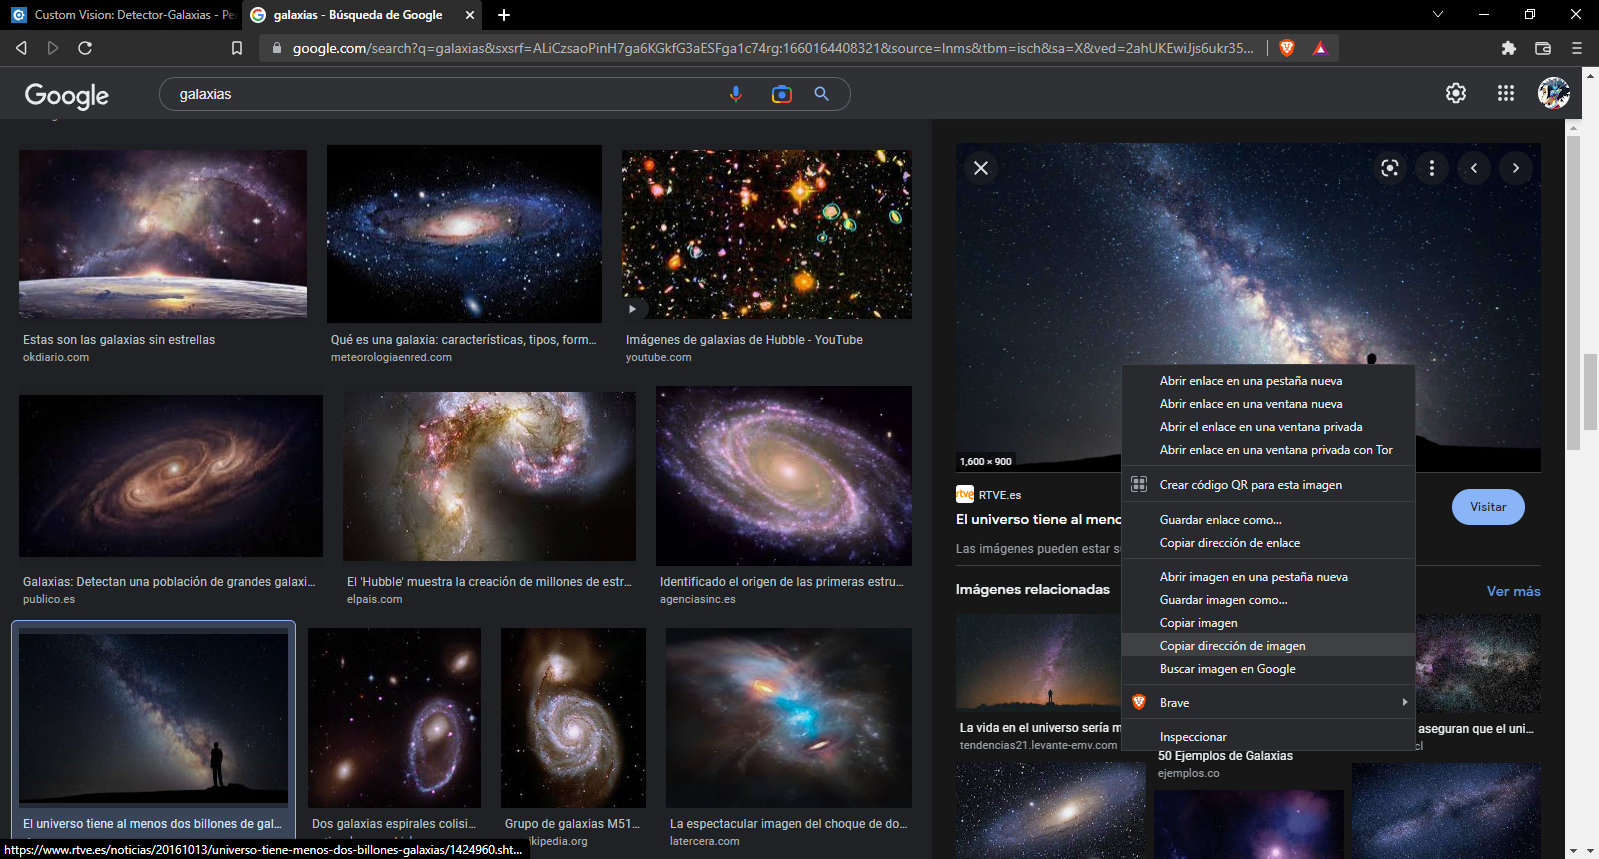 Custom Vision: Detector-Galaxias - Pe
galaxias - Búsqueda de Google
google.com/search?q=galaxias&sxsrf=ALiCzsaoPinH7ga6KGkfG3aESFga1c74rg:1660164408321&source=lnms&tbm=isch&sa=X&ved=2ahUKEwiJjs6ukr35...
Google
galaxias
Estas son las galaxias sin estrellas
okdiario.com
Qué es una galaxia: características, tipos, form...
meteorologiaenred.com
Imágenes de galaxias de Hubble - YouTube
youtube.com
Galaxias: Detectan una población de grandes galaxi...
publico.es
El 'Hubble' muestra la creación de millones de estr...
elpais.com
Identificado el origen de las primeras estru...
agenciasinc.es
El universo tiene al menos dos billones de gal...
Dos galaxias espirales colisi...
Grupo de galaxias M51...
ikipedia.org
La espectacular imagen del choque de do...
latercera.com
https://www.rtve.es/noticias/20161013/universo-tiene-menos-dos-billones-galaxias/1424960.sht...
1,600 × 900
rtve
RTVE.es
El universo tiene al meno
Las imágenes pueden estar s
Visitar
Imágenes relacionadas
Ver más
La vida en el universo sería m
tendencias21.levante-emv.com
50 Ejemplos de Galaxias
ejemplos.co
aseguran que el uni...
cl
Abrir enlace en una pestaña nueva
Abrir enlace en una ventana nueva
Abrir el enlace en una ventana privada
Abrir enlace en una ventana privada con Tor
Crear código QR para esta imagen
Guardar enlace como...
Copiar dirección de enlace
Abrir imagen en una pestaña nueva
Guardar imagen como...
Copiar imagen
Copiar dirección de imagen
Buscar imagen en Google
Brave
Inspeccionar